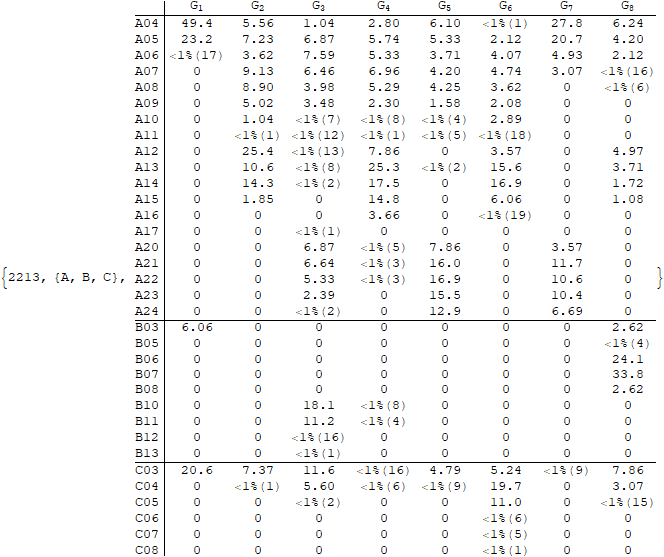 G1 G2 G3 G4 G5 G6 G7 G8
A04 49.4 5.56 1.04 2.80 6.10 <1%(1) 27.8 6.24
A05 23.2 7.23 6.87 5.74 5.33 2.12 20.7 4.20
A06 <1%(17) 3.62 7.59 5.33 3.71 4.07 4.93 2.12
A07 0 9.13 6.46 6.96 4.20 4.74 3.07 <1%(16)
A08 0 8.90 3.98 5.29 4.25 3.62 0 <1%(6)
A09 0 5.02 3.48 2.30 1.58 2.08 0 0
A10 0 1.04 <1%(7) <1%(8) <1%(4) 2.89 0 0
A11 0 <1%(1) <1%(12) <1%(1) <1%(5) <1%(18) 0 0
A12 0 25.4 <1%(13) 7.86 0 3.57 0 4.97
A13 0 10.6 <1%(8) 25.3 <1%(2) 15.6 0 3.71
A14 0 14.3 <1%(2) 17.5 0 16.9 0 1.72
A15 0 1.85 0 14.8 0 6.06 0 1.08
A16 0 0 0 3.66 0 <1%(19) 0 0
A17 0 0 <1%(1) 0 0 0 0 0
A20 0 0 6.87 <1%(5) 7.86 0 3.57 0
A21 0 0 6.64 <1%(3) 16.0 0 11.7 0
{2213, {A, B, C}, A22 0 0 5.33 <1%(3) 16.9 0 10.6 0 }
A23 0 0 2.39 0 15.5 0 10.4 0
A24 0 0 <1%(2) 0 12.9 0 6.69 0
B03 6.06 0 0 0 0 0 0 2.62
B05 0 0 0 0 0 0 0 <1%(4)
B06 0 0 0 0 0 0 0 24.1
B07 0 0 0 0 0 0 0 33.8
B08 0 0 0 0 0 0 0 2.62
B10 0 0 18.1 <1%(8) 0 0 0 0
B11 0 0 11.2 <1%(4) 0 0 0 0
B12 0 0 <1%(16) 0 0 0 0 0
B13 0 0 <1%(1) 0 0 0 0 0
C03 20.6 7.37 11.6 <1%(16) 4.79 5.24 <1%(9) 7.86
C04 0 <1%(1) 5.60 <1%(6) <1%(9) 19.7 0 3.07
C05 0 0 <1%(2) 0 0 11.0 0 <1%(15)
C06 0 0 0 0 0 <1%(6) 0 0
C07 0 0 0 0 0 <1%(5) 0 0
C08 0 0 0 0 0 <1%(1) 0 0